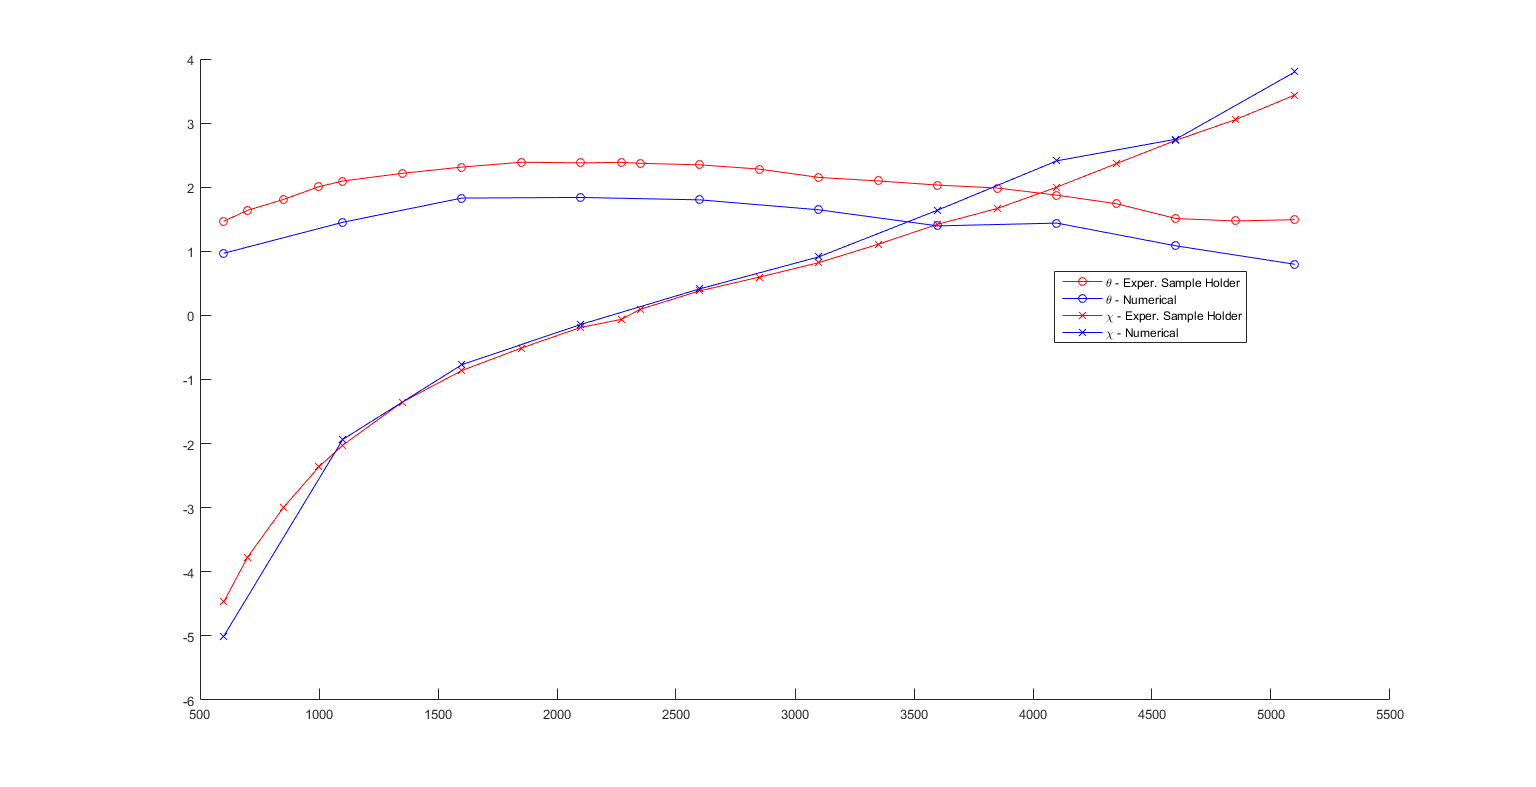 4
3
2
1
0
-1
-2
-3
-4
-5
-6
500 1000 1500 2000 2500 3000 3500 4000 4500 5000 5500
θ - Exper. Sample Holder
θ - Numerical
χ - Exper. Sample Holder
χ - Numerical